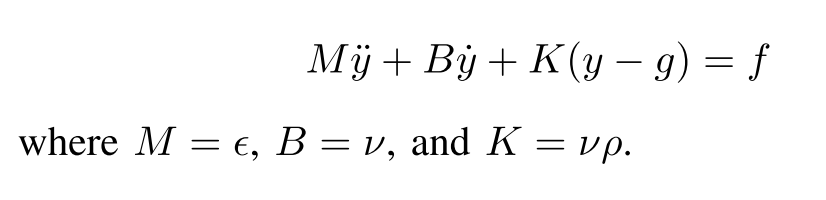 Mÿ + Bẏ + K(y − g) = f
where M = ϵ, B = ν, and K = νρ.